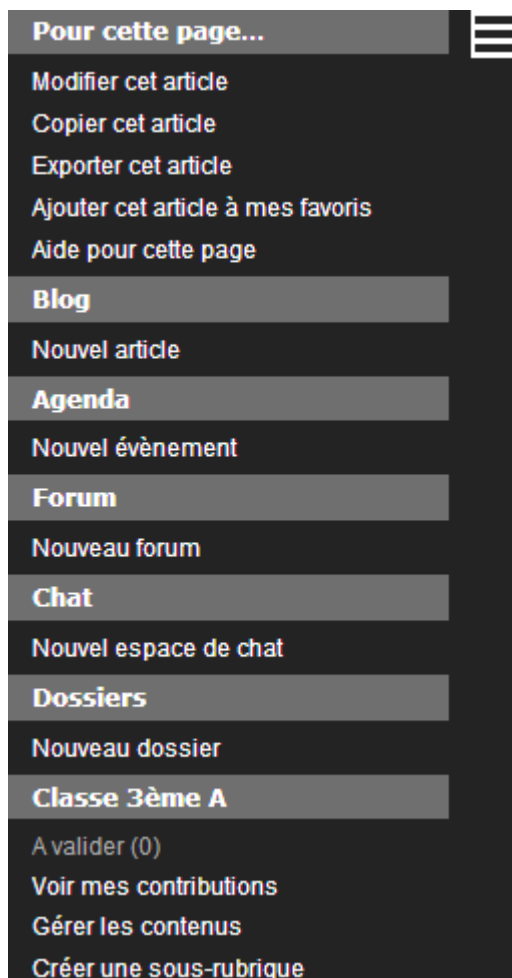 Pour cette page...
Modifier cet article
Copier cet article
Exporter cet article
Ajouter cet article à mes favoris
Aide pour cette page
Blog
Nouvel article
Agenda
Nouvel évènement
Forum
Nouveau forum
Chat
Nouvel espace de chat
Dossiers
Nouveau dossier
Classe 3ème A
A valider (0)
Voir mes contributions
Gérer les contenus
Créer une sous-rubrique